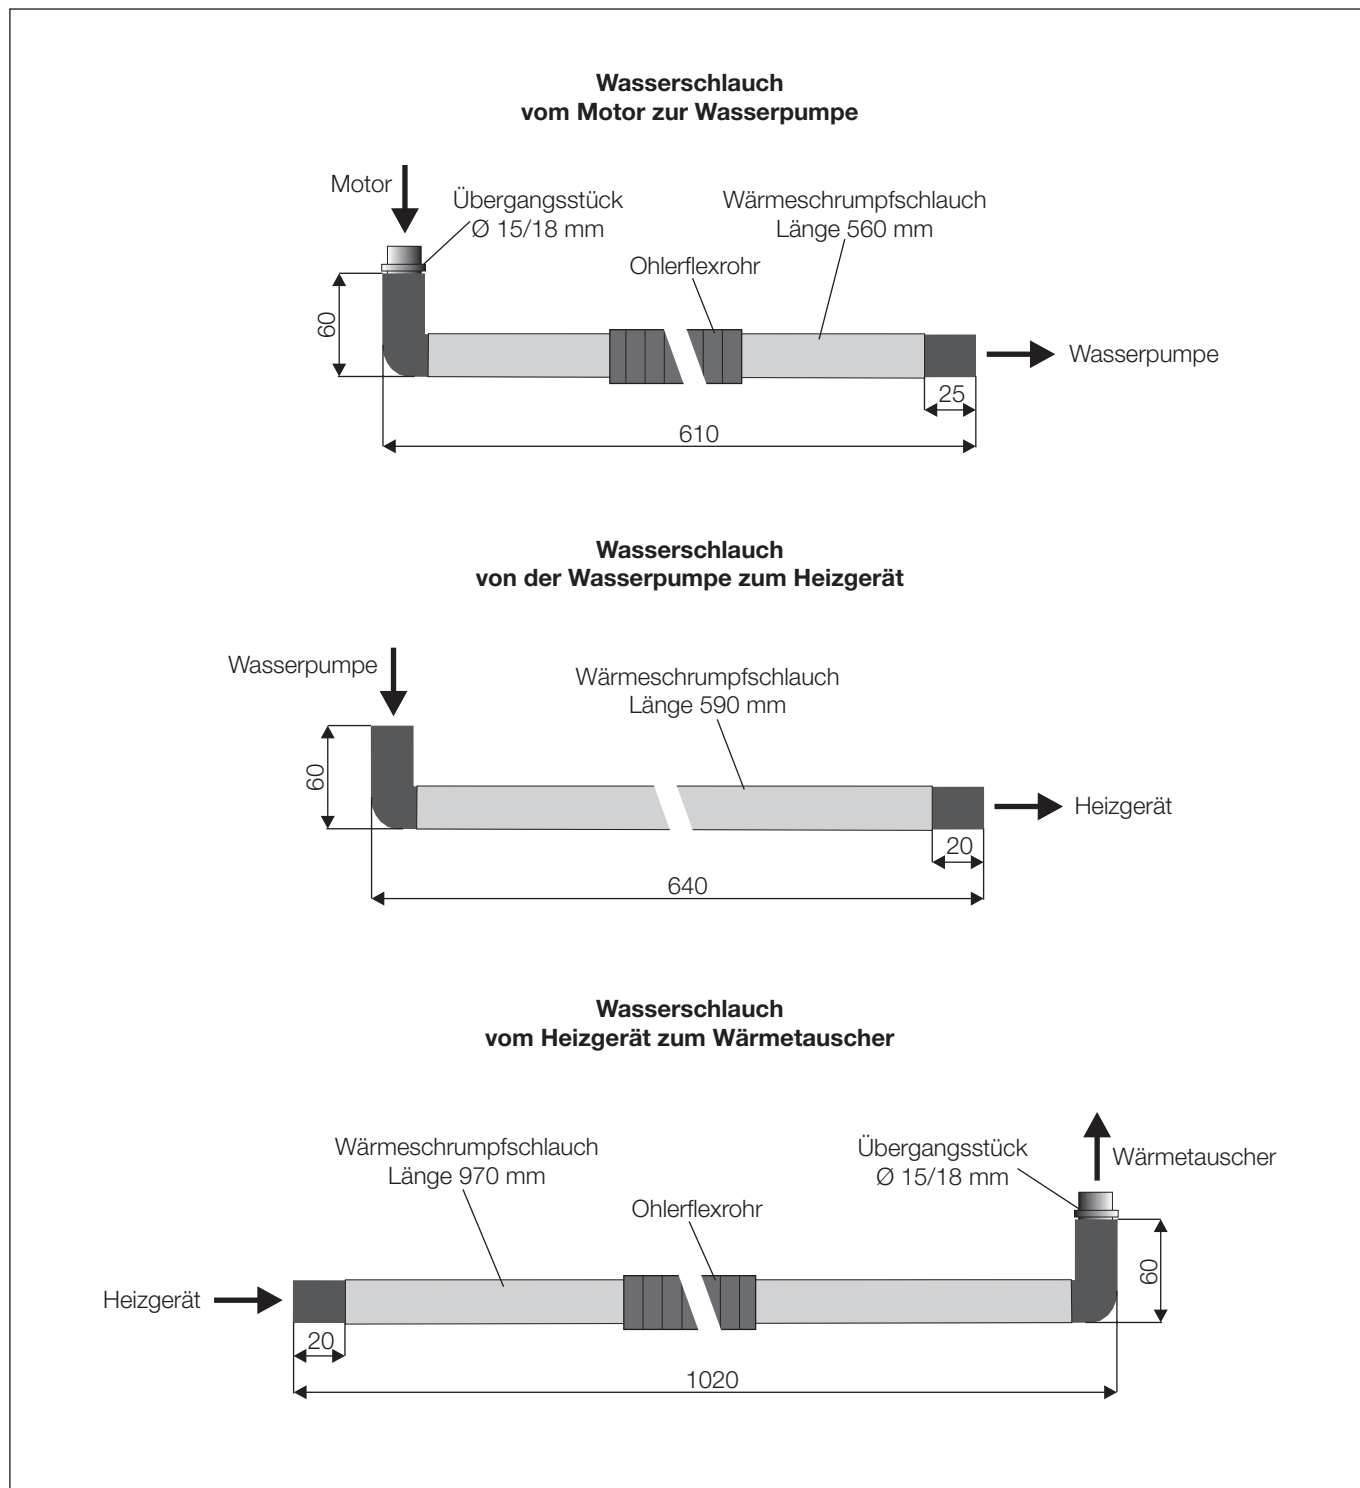 Wasserschlauch
vom Motor zur Wasserpumpe
Motor
Übergangsstück
Ø 15/18 mm
Wärmeschrumpfschlauch
Länge 560 mm
Ohlerflexrohr
60
Wasserpumpe
25
610
Wasserschlauch
von der Wasserpumpe zum Heizgerät
Wasserpumpe
Wärmeschrumpfschlauch
Länge 590 mm
60
Heizgerät
20
640
Wasserschlauch
vom Heizgerät zum Wärmetauscher
Wärmeschrumpfschlauch
Länge 970 mm
Übergangsstück
Ø 15/18 mm
Wärmetauscher
Ohlerflexrohr
60
Heizgerät
20
1020